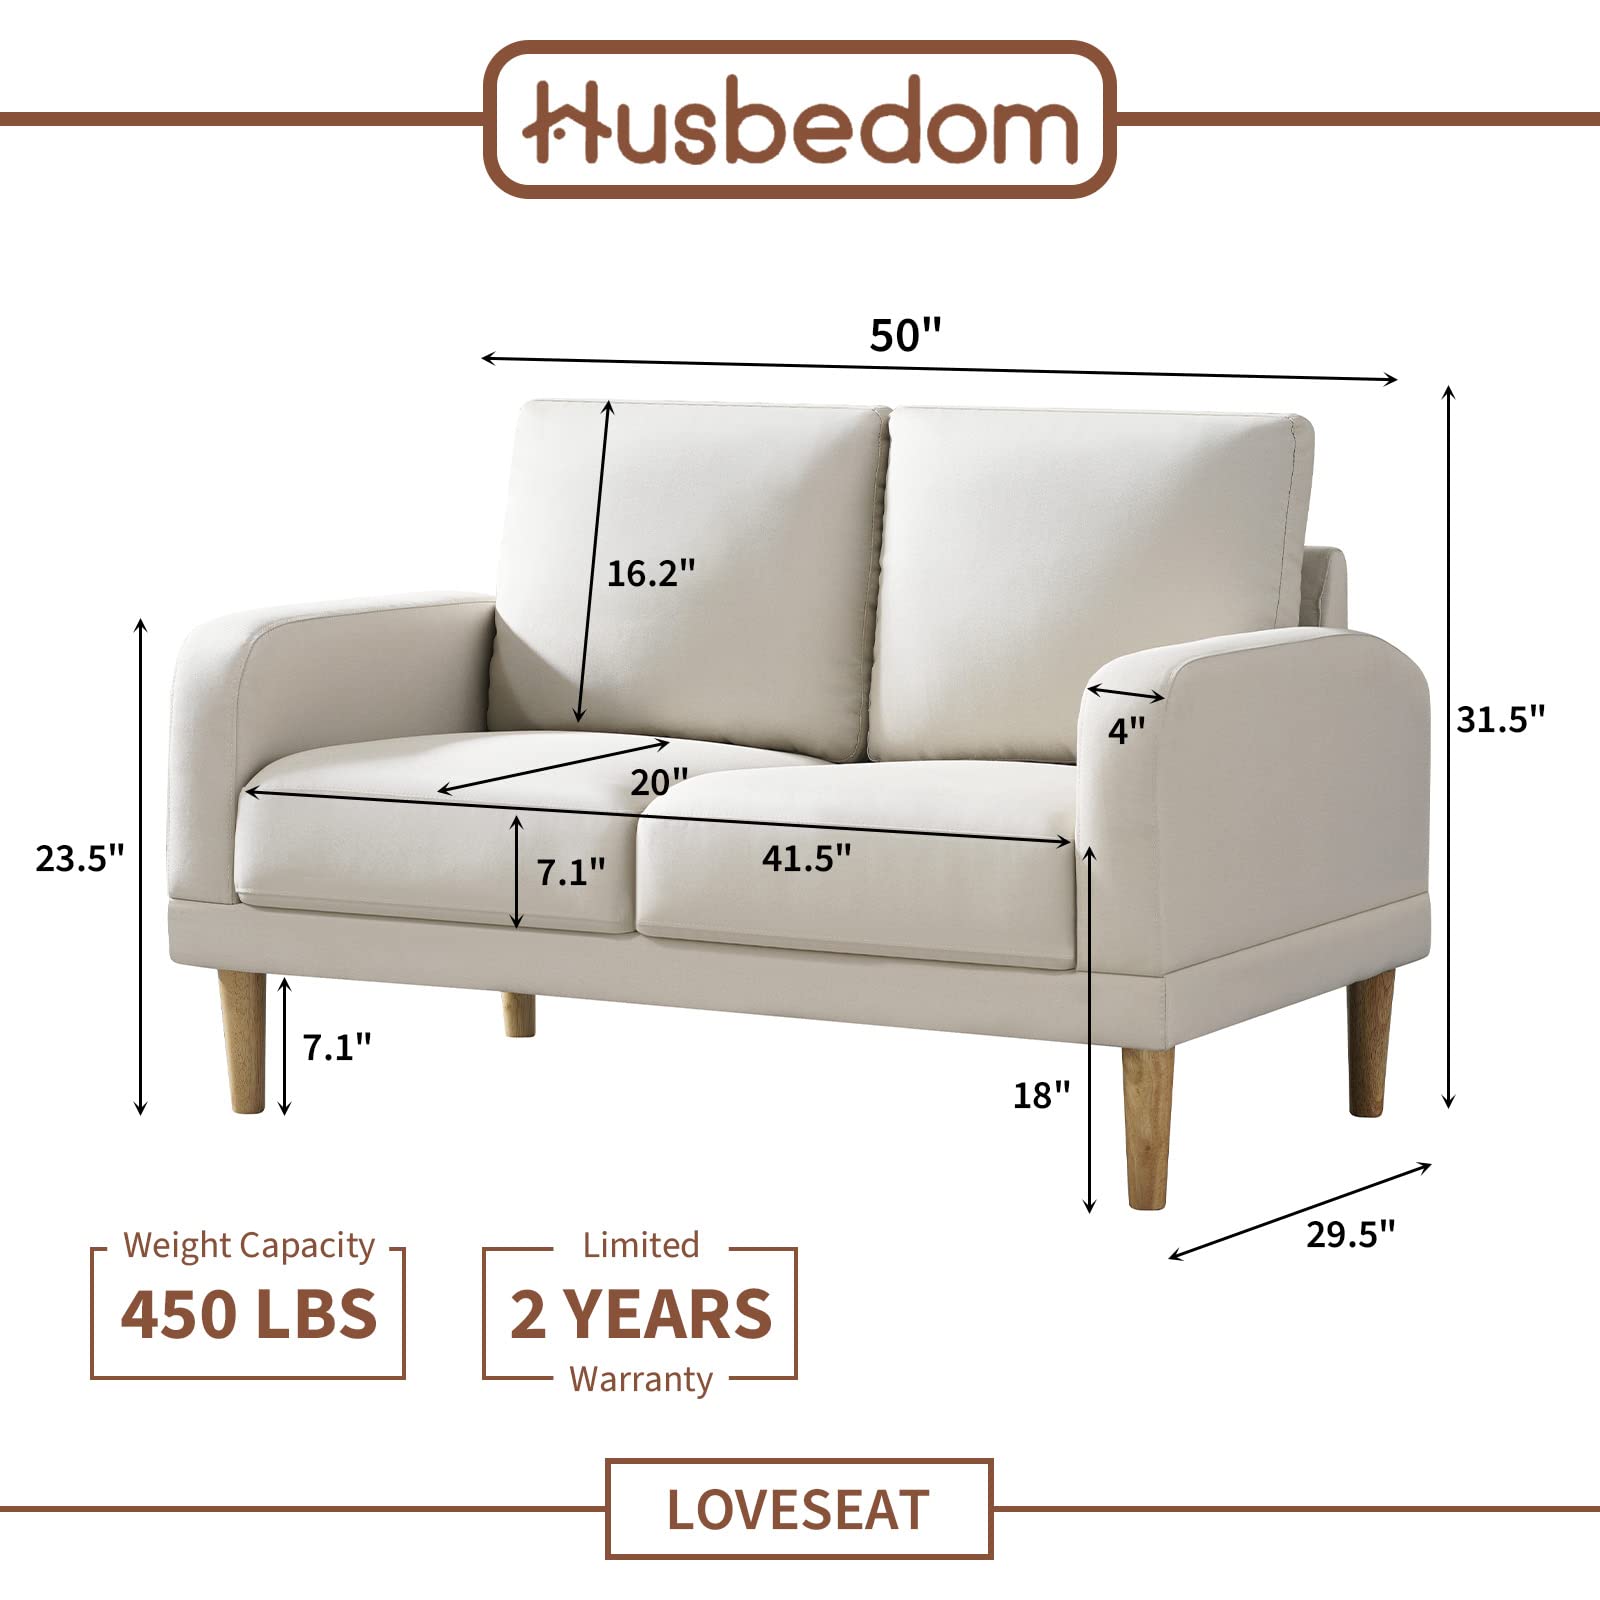 Husbedom
50"
16.2"
4"
31.5"
20"
23.5"
7.1"
41.5"
7.1"
18"
29.5"
Weight Capacity
450 LBS
Limited
2 YEARS
Warranty
LOVESEAT